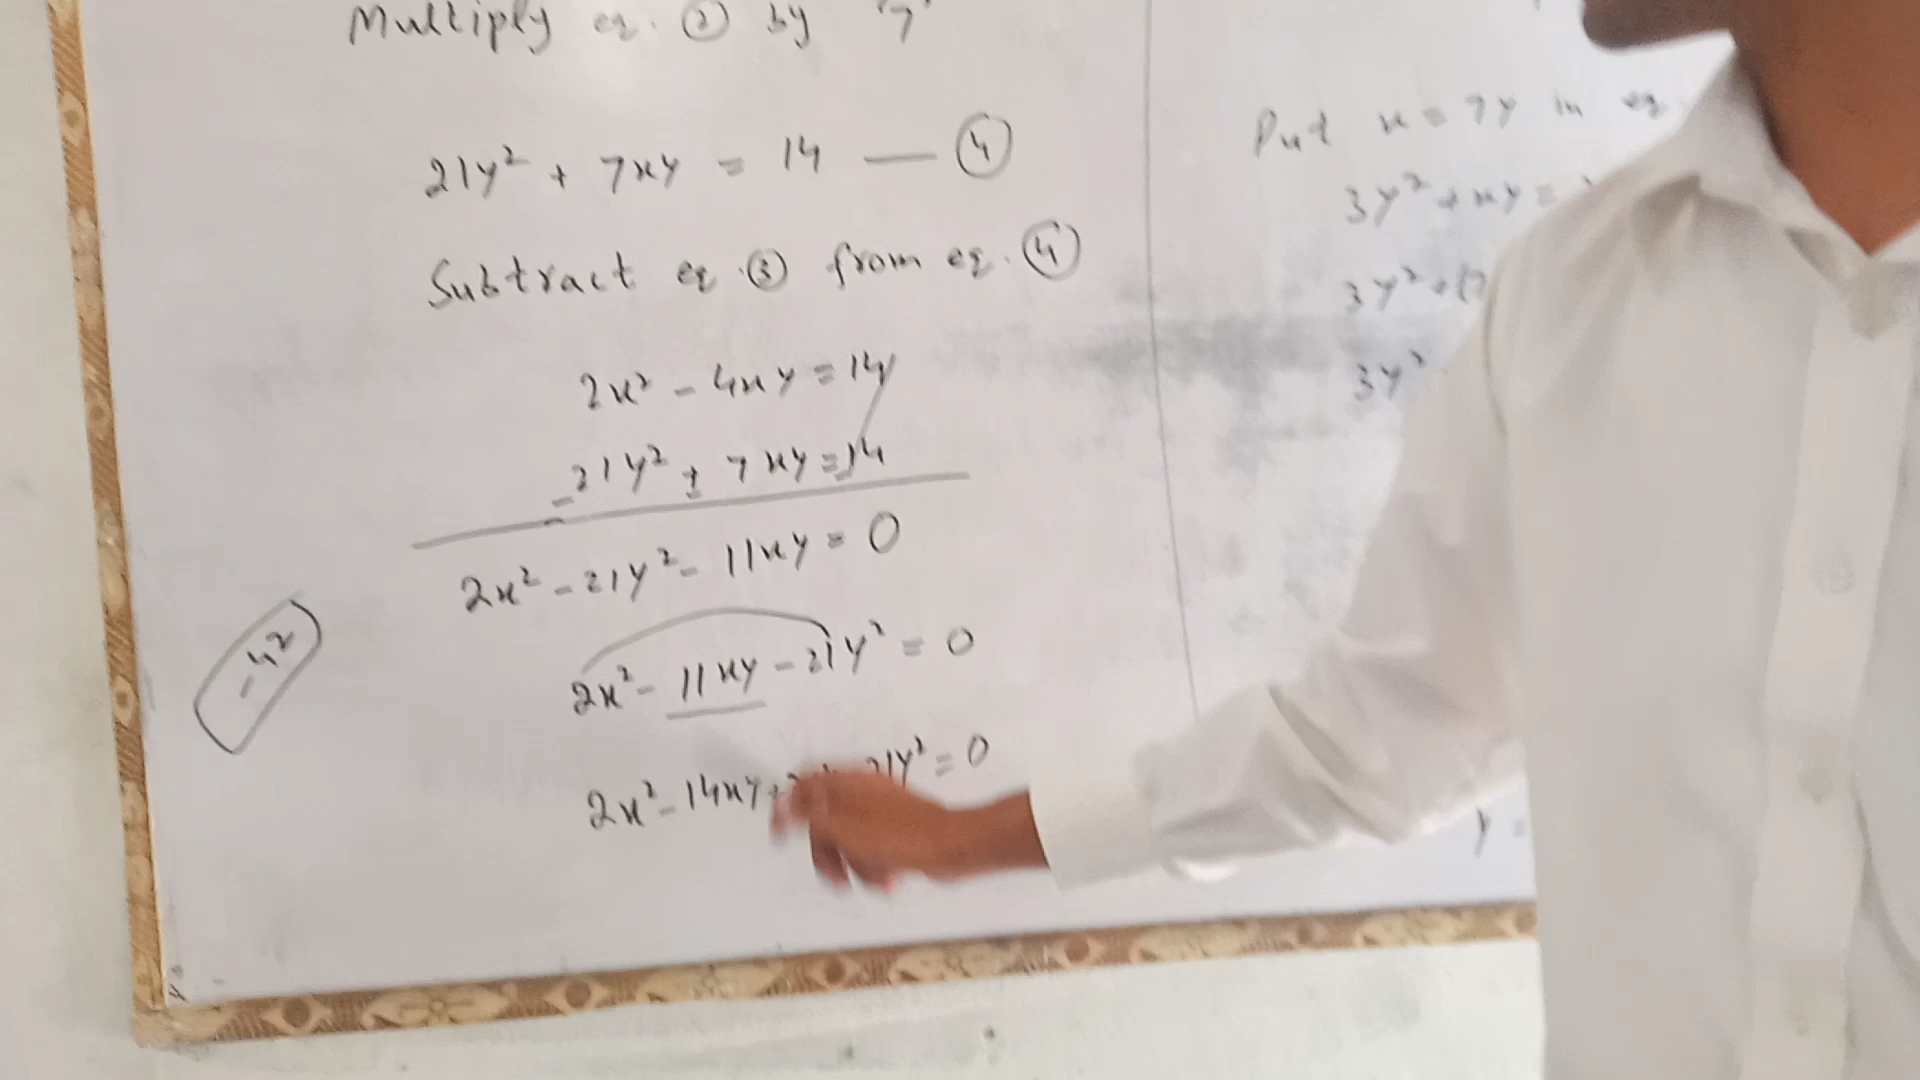 Multiply eq. ② by '7'
21y² + 7xy = 14 — ④
Subtract eq ③ from eq. ④
2x² - 4xy = 14
-21y² ± 7xy = 14
2x² - 21y² - 11xy = 0
2x² - 11xy - 21y² = 0
-42
2x² - 14xy + 21y² = 0
Put x = 7y in eq
3y² + xy =
3y² + (7
3y²
y =